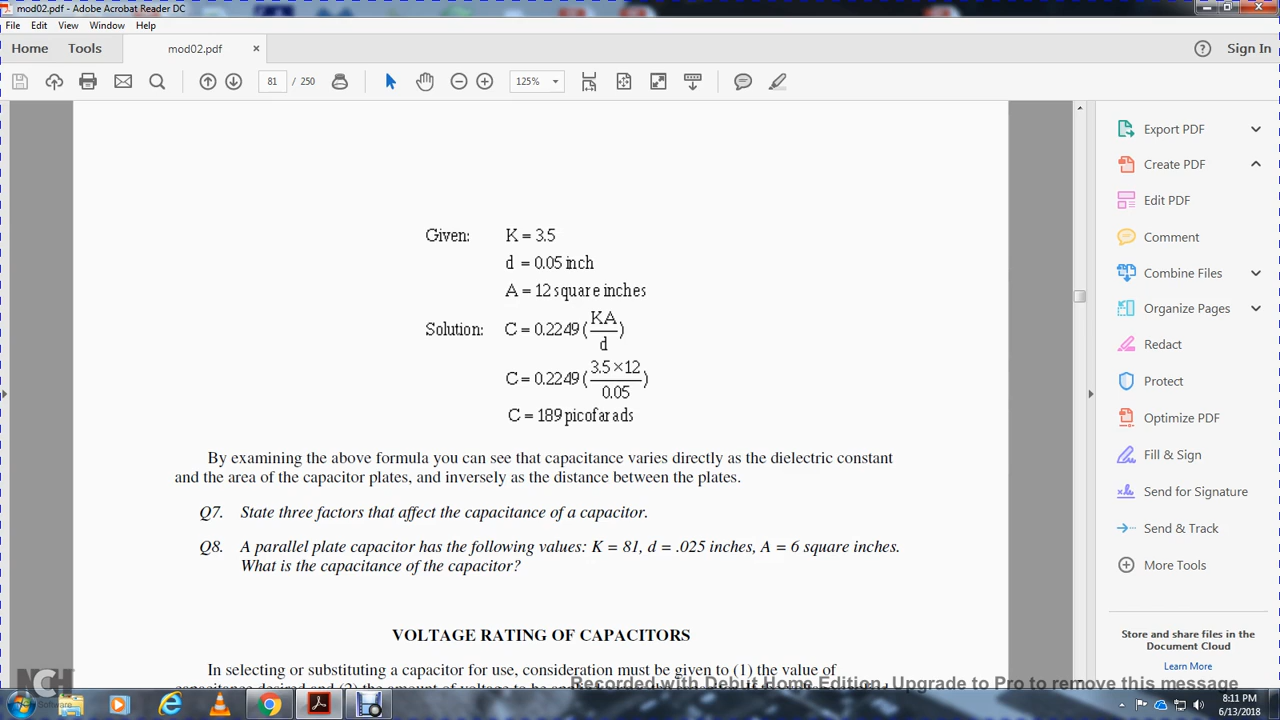 mod02.pdf - Adobe Acrobat Reader DC
File Edit View Window Help
Home Tools mod02.pdf × Sign In
81 / 250 125%
Given: K = 3.5
d = 0.05 inch
A = 12 square inches
Solution: C = 0.2249 (KA/d)
C = 0.2249 (3.5 × 12/0.05)
C = 189 picofarads
By examining the above formula you can see that capacitance varies directly as the dielectric constant
and the area of the capacitor plates, and inversely as the distance between the plates.
Q7. State three factors that affect the capacitance of a capacitor.
Q8. A parallel plate capacitor has the following values: K = 81, d = .025 inches, A = 6 square inches.
What is the capacitance of the capacitor?
VOLTAGE RATING OF CAPACITORS
In selecting or substituting a capacitor for use, consideration must be given to (1) the value of
Export PDF
Create PDF
Edit PDF
Comment
Combine Files
Organize Pages
Redact
Protect
Optimize PDF
Fill & Sign
Send for Signature
Send & Track
More Tools
Store and share files in the
Document Cloud
Learn More
Recorded with Debut Home Edition. Upgrade to Pro to remove this message
NCH
Software
8:11 PM
6/13/2018